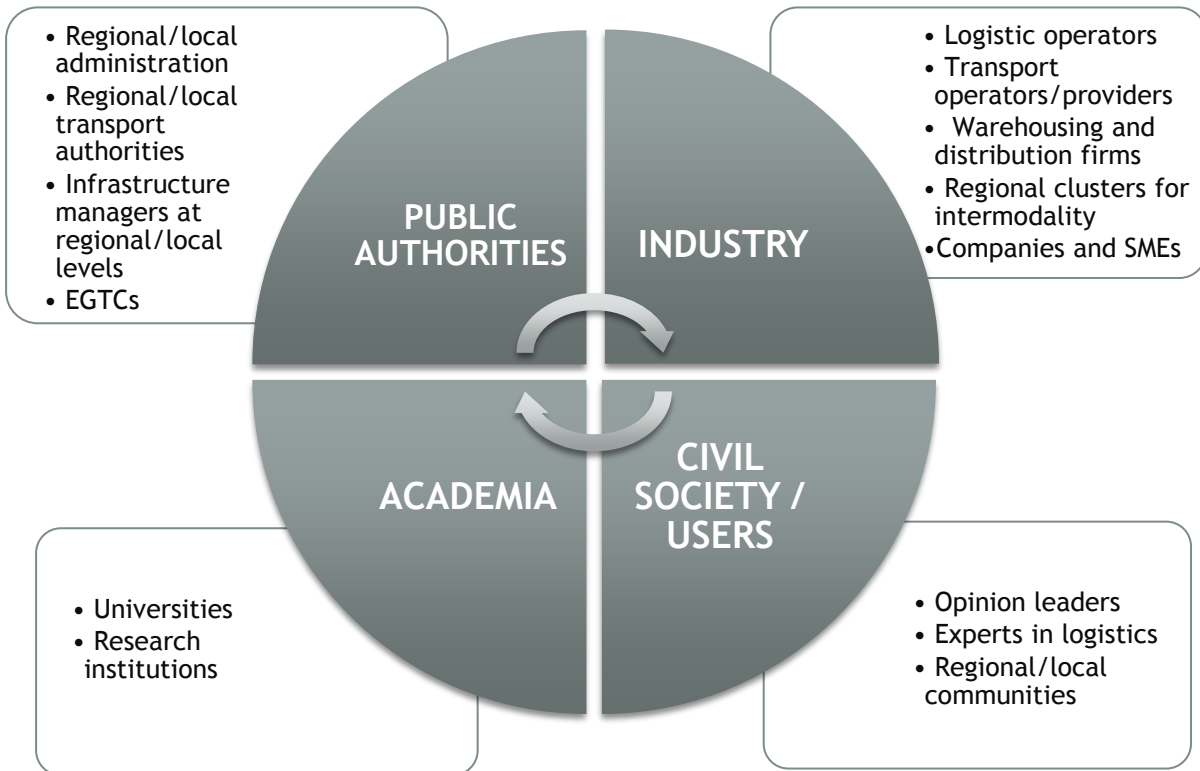 • Regional/local
administration
• Regional/local
transport
authorities
• Infrastructure
managers at
regional/local
levels
• EGTCs
PUBLIC
AUTHORITIES
INDUSTRY
• Logistic operators
• Transport
operators/providers
• Warehousing and
distribution firms
• Regional clusters for
intermodality
•Companies and SMEs
ACADEMIA
CIVIL
SOCIETY /
USERS
• Universities
• Research
institutions
• Opinion leaders
• Experts in logistics
• Regional/local
communities